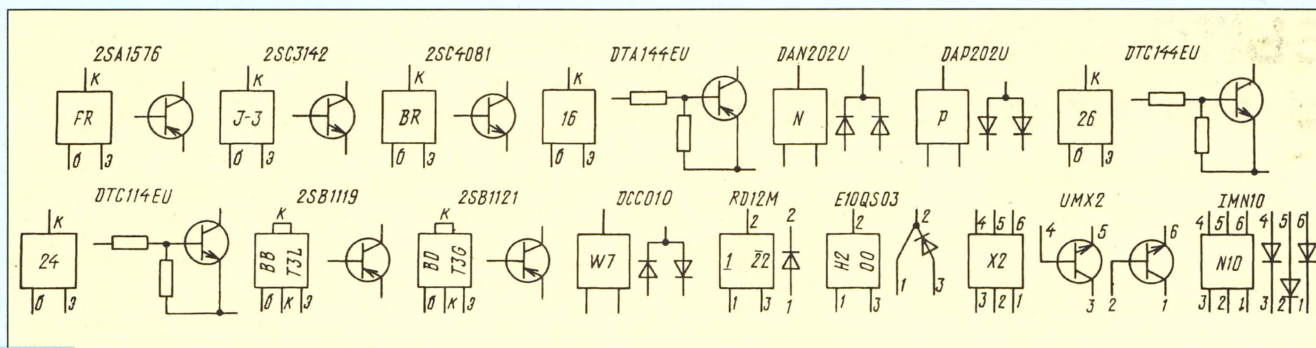 2SA1576 2SC3142 2SC4081 DTA144EU DAN202U DAP202U DTC144EU
К К К К К
FR J-3 BR 16 N P 26
б Э б Э б Э б Э б Э
DTC114EU 2SB1119 2SB1121 DCC010 RD12M E10QS03 UMX2 IMN10
К К К 2 2 2 4 5 6 4 5 6 4 5 6
24 BB T3L BD T3G W7 1 22 H2 00 X2 4 5 6 N10
б Э б К Э б К Э 1 3 1 1 3 1 3 3 2 1 3 2 1 3 2 1 3 2 1